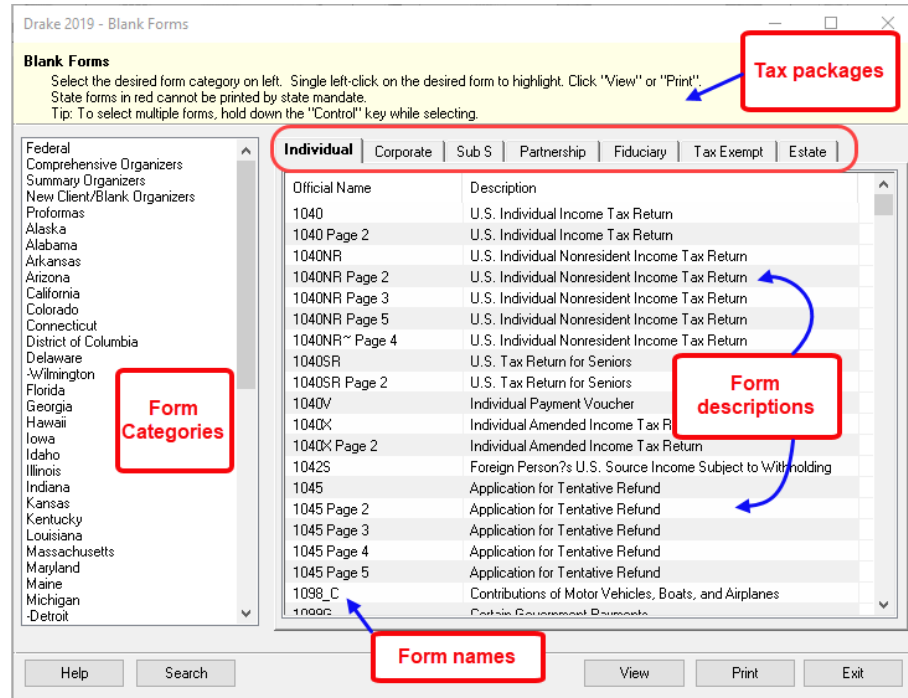 Drake 2019 - Blank Forms
Blank Forms
Select the desired form category on left. Single left-click on the desired form to highlight. Click "View" or "Print".
State forms in red cannot be printed by state mandate.
Tip: To select multiple forms, hold down the "Control" key while selecting.
Tax packages
Federal
Comprehensive Organizers
Summary Organizers
New Client/Blank Organizers
Proformas
Alaska
Alabama
Arkansas
Arizona
California
Colorado
Connecticut
District of Columbia
Delaware
-Wilmington
Florida
Georgia
Hawaii
Iowa
Idaho
Illinois
Indiana
Kansas
Kentucky
Louisiana
Massachusetts
Maryland
Maine
Michigan
-Detroit
Form
Categories
Individual Corporate Sub S Partnership Fiduciary Tax Exempt Estate
Official Name Description
1040 U.S. Individual Income Tax Return
1040 Page 2 U.S. Individual Income Tax Return
1040NR U.S. Individual Nonresident Income Tax Return
1040NR Page 2 U.S. Individual Nonresident Income Tax Return
1040NR Page 3 U.S. Individual Nonresident Income Tax Return
1040NR Page 5 U.S. Individual Nonresident Income Tax Return
1040NR~ Page 4 U.S. Individual Nonresident Income Tax Return
1040SR U.S. Tax Return for Seniors
1040SR Page 2 U.S. Tax Return for Seniors
1040V Individual Payment Voucher
1040X Individual Amended Income Tax R
1040X Page 2 Individual Amended Income Tax Return
1042S Foreign Person?s U.S. Source Income Subject to Withholding
1045 Application for Tentative Refund
1045 Page 2 Application for Tentative Refund
1045 Page 3 Application for Tentative Refund
1045 Page 4 Application for Tentative Refund
1045 Page 5 Application for Tentative Refund
1098_C Contributions of Motor Vehicles, Boats, and Airplanes
1099G Certain Government Payments
Form
descriptions
Form names
Help Search View Print Exit